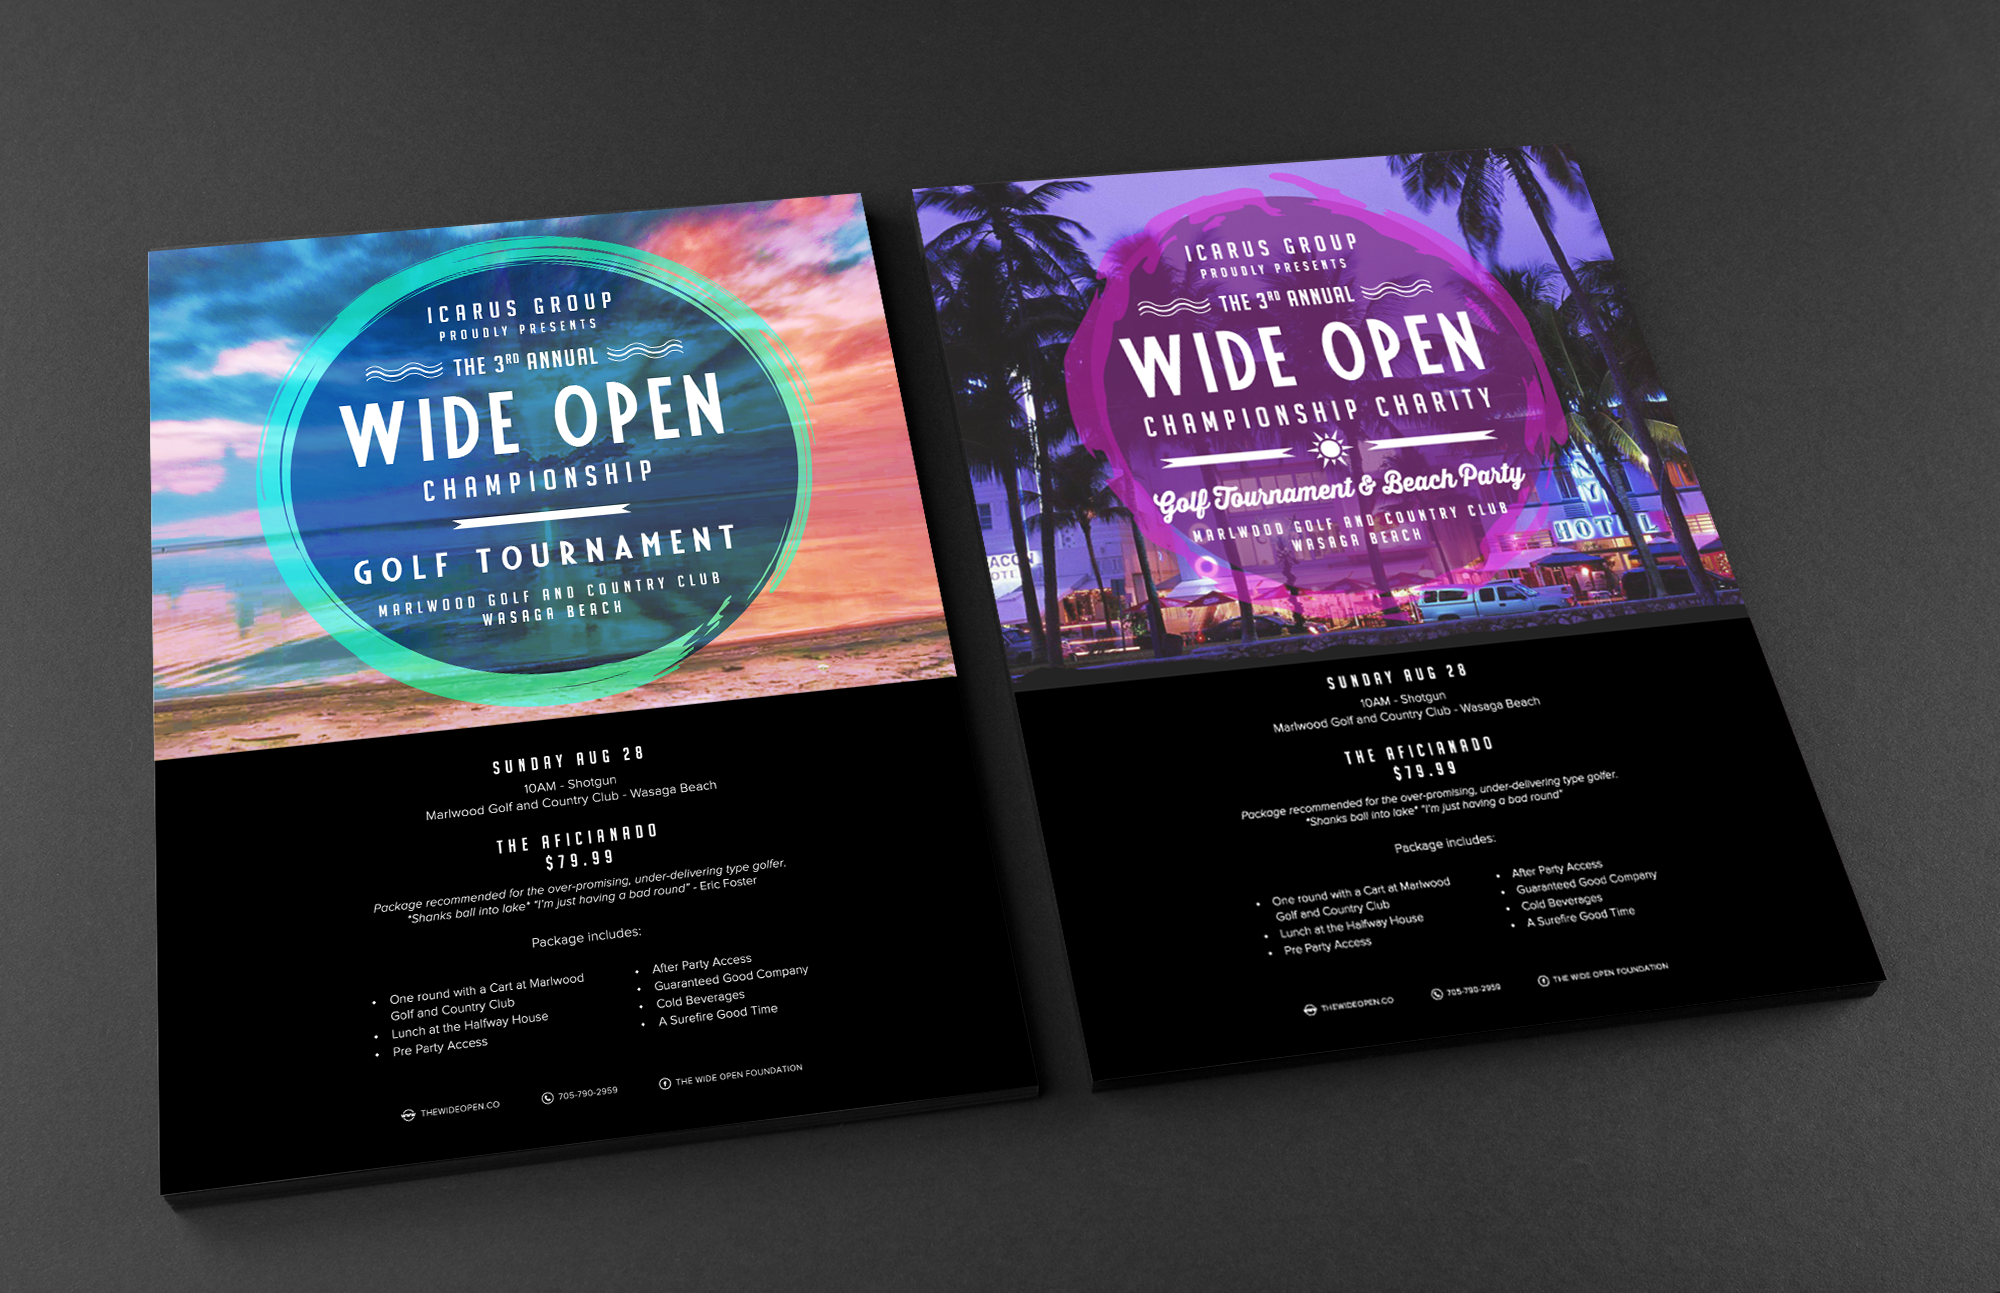 ICARUS GROUP
PROUDLY PRESENTS
THE 3RD ANNUAL
WIDE OPEN
CHAMPIONSHIP
GOLF TOURNAMENT
MARLWOOD GOLF AND COUNTRY CLUB
WASAGA BEACH
SUNDAY AUG 28
10AM - Shotgun
Marlwood Golf and Country Club - Wasaga Beach
THE AFICIANADO
$79.99
Package recommended for the over-promising, under-delivering type golfer.
*Shanks ball into lake* "I'm just having a bad round" - Eric Foster
Package includes:
• One round with a Cart at Marlwood
Golf and Country Club
• Lunch at the Halfway House
• Pre Party Access
• After Party Access
• Guaranteed Good Company
• Cold Beverages
• A Surefire Good Time
THEWIDEOPEN.CO
705-790-2959
THE WIDE OPEN FOUNDATION
ICARUS GROUP
PROUDLY PRESENTS
THE 3RD ANNUAL
WIDE OPEN
CHAMPIONSHIP CHARITY
Golf Tournament & Beach Party
MARLWOOD GOLF AND COUNTRY CLUB
WASAGA BEACH
HOTEL
SUNDAY AUG 28
10AM - Shotgun
Marlwood Golf and Country Club - Wasaga Beach
THE AFICIANADO
$79.99
Package recommended for the over-promising, under-delivering type golfer.
*Shanks ball into lake* "I'm just having a bad round"
Package includes:
• One round with a Cart at Marlwood
Golf and Country Club
• Lunch at the Halfway House
• Pre Party Access
• After Party Access
• Guaranteed Good Company
• Cold Beverages
• A Surefire Good Time
THEWIDEOPEN.CO
705-790-2959
THE WIDE OPEN FOUNDATION